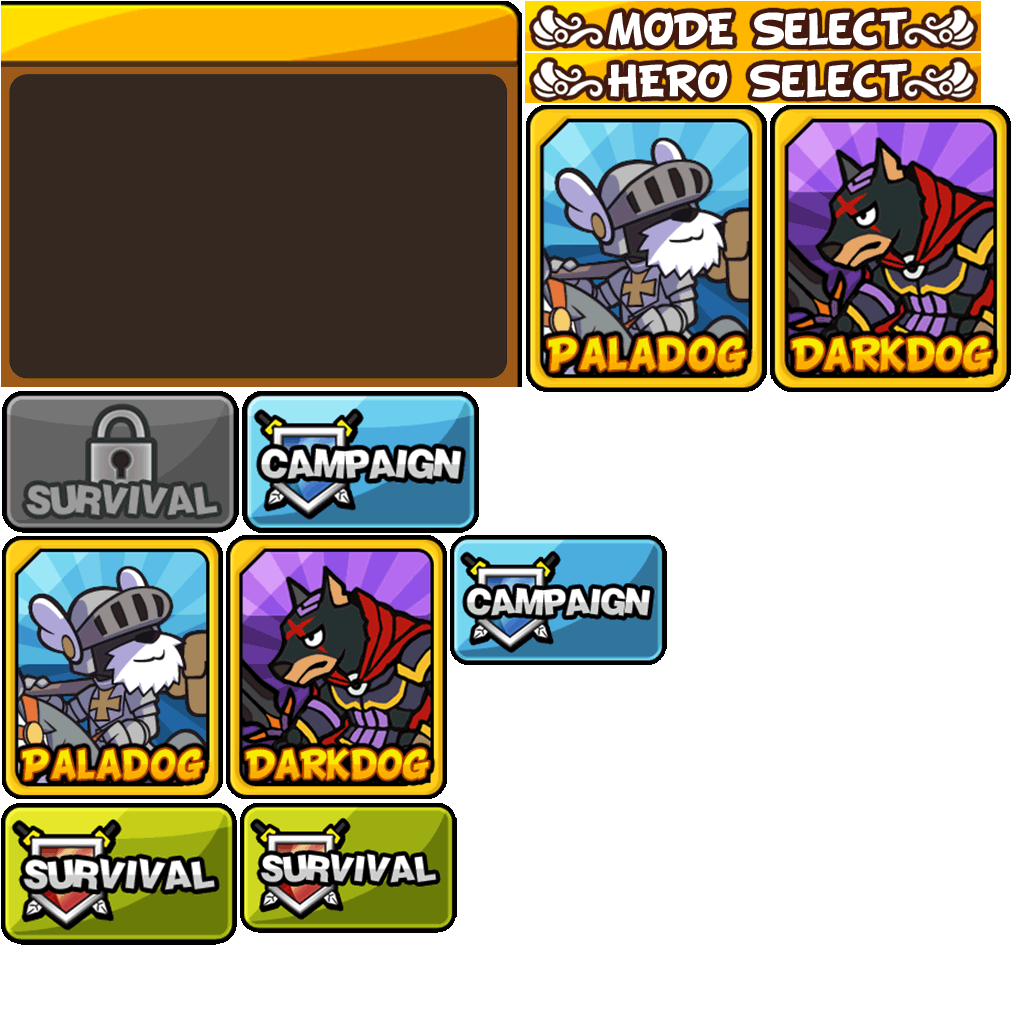 MODE SELECT
HERO SELECT
PALADOG
DARKDOG
SURVIVAL
CAMPAIGN
PALADOG
DARKDOG
CAMPAIGN
SURVIVAL
SURVIVAL